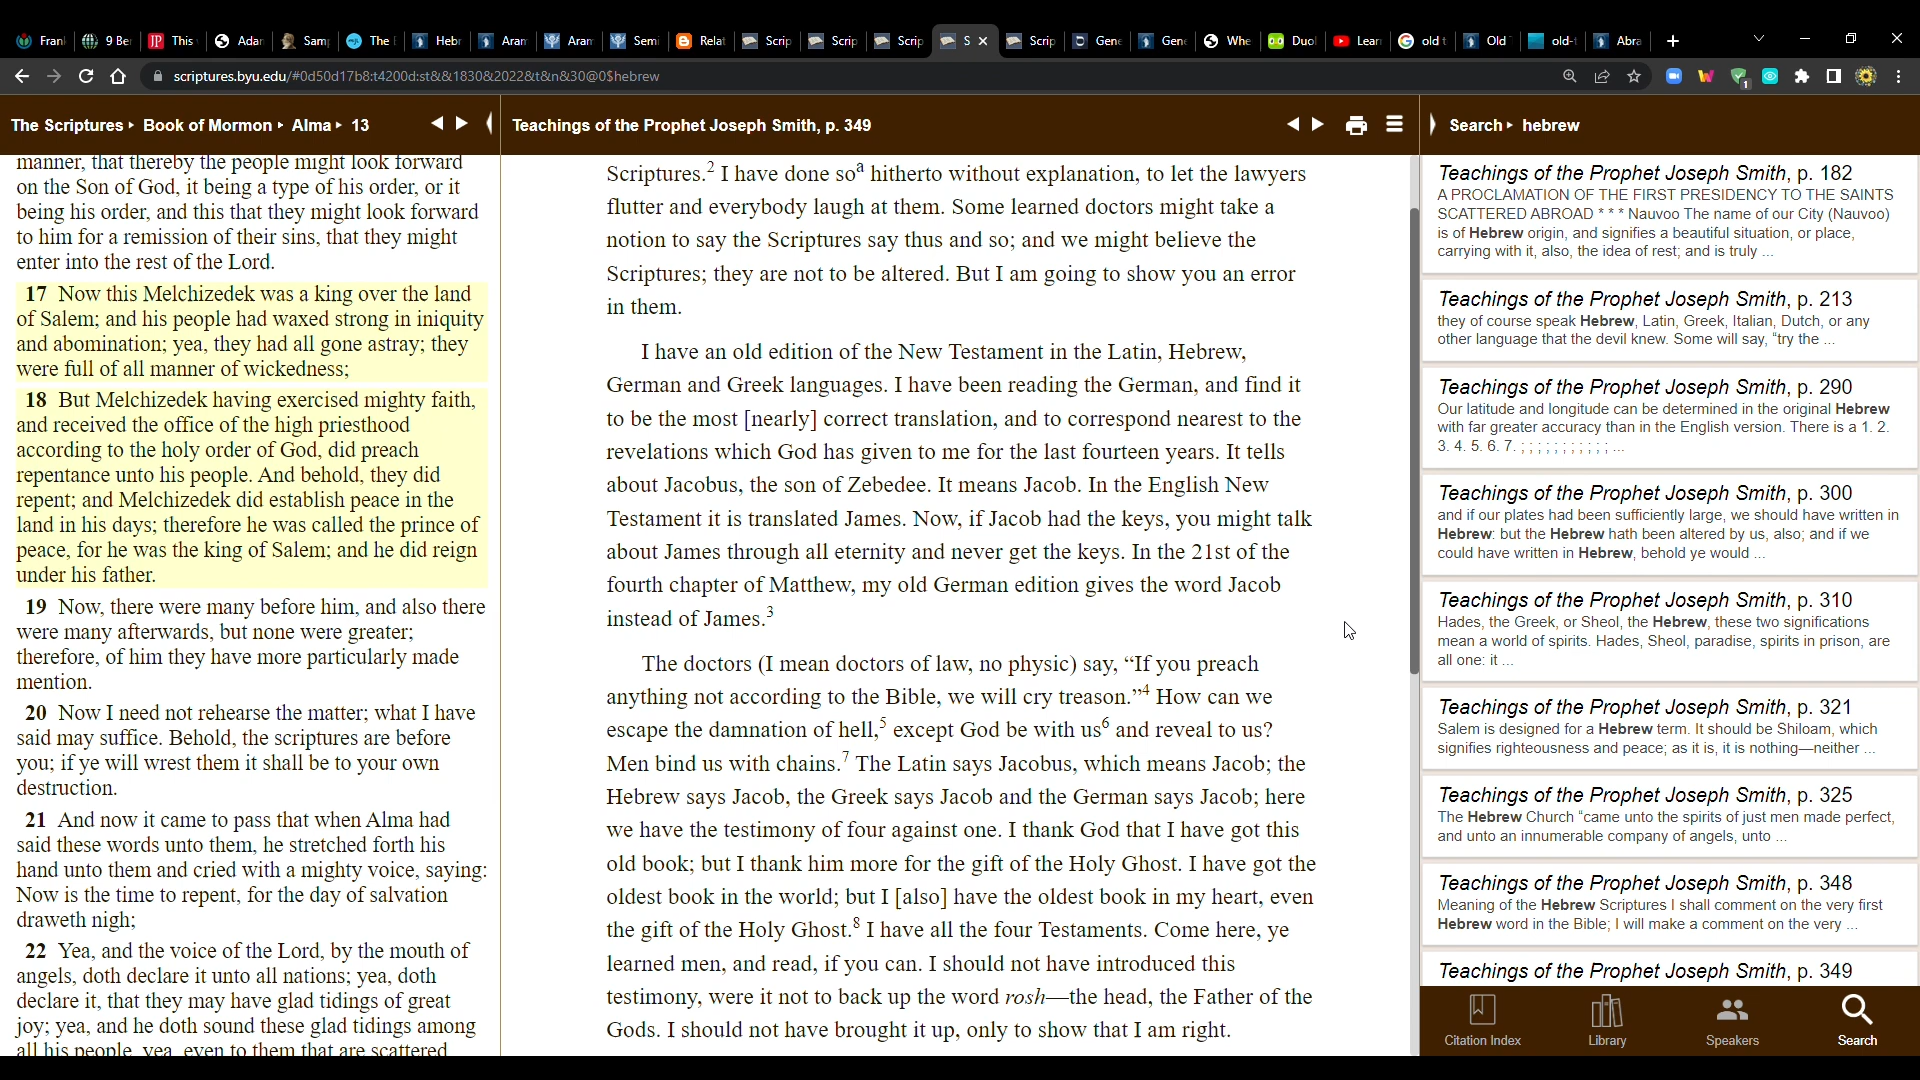 Fran
9 Be
This
Adar
Sam
The
Heb
Aran
Aran
Semi
Relat
Scrip
Scrip
Scrip
S
Scrip
Gen
Gen
Whe
Duo
Lear
old t
Old
old-t
Abra
scriptures.byu.edu/#0d50d17b8:t4200d:st&&1830&2022&t&n&30@0$hebrew
1
The Scriptures▸ Book of Mormon▸ Alma▸ 13
manner, that thereby the people might look forward
on the Son of God, it being a type of his order, or it
being his order, and this that they might look forward
to him for a remission of their sins, that they might
enter into the rest of the Lord.
17 Now this Melchizedek was a king over the land
of Salem; and his people had waxed strong in iniquity
and abomination; yea, they had all gone astray; they
were full of all manner of wickedness;
18 But Melchizedek having exercised mighty faith,
and received the office of the high priesthood
according to the holy order of God, did preach
repentance unto his people. And behold, they did
repent; and Melchizedek did establish peace in the
land in his days; therefore he was called the prince of
peace, for he was the king of Salem; and he did reign
under his father.
19 Now, there were many before him, and also there
were many afterwards, but none were greater;
therefore, of him they have more particularly made
mention.
20 Now I need not rehearse the matter; what I have
said may suffice. Behold, the scriptures are before
you; if ye will wrest them it shall be to your own
destruction.
21 And now it came to pass that when Alma had
said these words unto them, he stretched forth his
hand unto them and cried with a mighty voice, saying:
Now is the time to repent, for the day of salvation
draweth nigh;
22 Yea, and the voice of the Lord, by the mouth of
angels, doth declare it unto all nations; yea, doth
declare it, that they may have glad tidings of great
joy; yea, and he doth sound these glad tidings among
all his people, yea, even to them that are scattered
Teachings of the Prophet Joseph Smith, p. 349
Scriptures.2 I have done soa hitherto without explanation, to let the lawyers
flutter and everybody laugh at them. Some learned doctors might take a
notion to say the Scriptures say thus and so; and we might believe the
Scriptures; they are not to be altered. But I am going to show you an error
in them.
I have an old edition of the New Testament in the Latin, Hebrew,
German and Greek languages. I have been reading the German, and find it
to be the most [nearly] correct translation, and to correspond nearest to the
revelations which God has given to me for the last fourteen years. It tells
about Jacobus, the son of Zebedee. It means Jacob. In the English New
Testament it is translated James. Now, if Jacob had the keys, you might talk
about James through all eternity and never get the keys. In the 21st of the
fourth chapter of Matthew, my old German edition gives the word Jacob
instead of James.3
The doctors (I mean doctors of law, no physic) say, “If you preach
anything not according to the Bible, we will cry treason.”4 How can we
escape the damnation of hell,5 except God be with us6 and reveal to us?
Men bind us with chains.7 The Latin says Jacobus, which means Jacob; the
Hebrew says Jacob, the Greek says Jacob and the German says Jacob; here
we have the testimony of four against one. I thank God that I have got this
old book; but I thank him more for the gift of the Holy Ghost. I have got the
oldest book in the world; but I [also] have the oldest book in my heart, even
the gift of the Holy Ghost.8 I have all the four Testaments. Come here, ye
learned men, and read, if you can. I should not have introduced this
testimony, were it not to back up the word rosh—the head, the Father of the
Gods. I should not have brought it up, only to show that I am right.
Search▸ hebrew
Teachings of the Prophet Joseph Smith, p. 182
A PROCLAMATION OF THE FIRST PRESIDENCY TO THE SAINTS
SCATTERED ABROAD * * * Nauvoo The name of our City (Nauvoo)
is of Hebrew origin, and signifies a beautiful situation, or place,
carrying with it, also, the idea of rest; and is truly ...
Teachings of the Prophet Joseph Smith, p. 213
they of course speak Hebrew, Latin, Greek, Italian, Dutch, or any
other language that the devil knew. Some will say, “try the ...
Teachings of the Prophet Joseph Smith, p. 290
Our latitude and longitude can be determined in the original Hebrew
with far greater accuracy than in the English version. There is a 1. 2.
3. 4. 5. 6. 7. ; ; ; ; ; ; ; ; ; ; ; ...
Teachings of the Prophet Joseph Smith, p. 300
and if our plates had been sufficiently large, we should have written in
Hebrew: but the Hebrew hath been altered by us, also; and if we
could have written in Hebrew, behold ye would ...
Teachings of the Prophet Joseph Smith, p. 310
Hades, the Greek, or Sheol, the Hebrew, these two significations
mean a world of spirits. Hades, Sheol, paradise, spirits in prison, are
all one: it ...
Teachings of the Prophet Joseph Smith, p. 321
Salem is designed for a Hebrew term. It should be Shiloam, which
signifies righteousness and peace; as it is, it is nothing—neither ...
Teachings of the Prophet Joseph Smith, p. 325
The Hebrew Church “came unto the spirits of just men made perfect,
and unto an innumerable company of angels, unto ...
Teachings of the Prophet Joseph Smith, p. 348
Meaning of the Hebrew Scriptures I shall comment on the very first
Hebrew word in the Bible; I will make a comment on the very ...
Teachings of the Prophet Joseph Smith, p. 349
Citation Index
Library
Speakers
Search